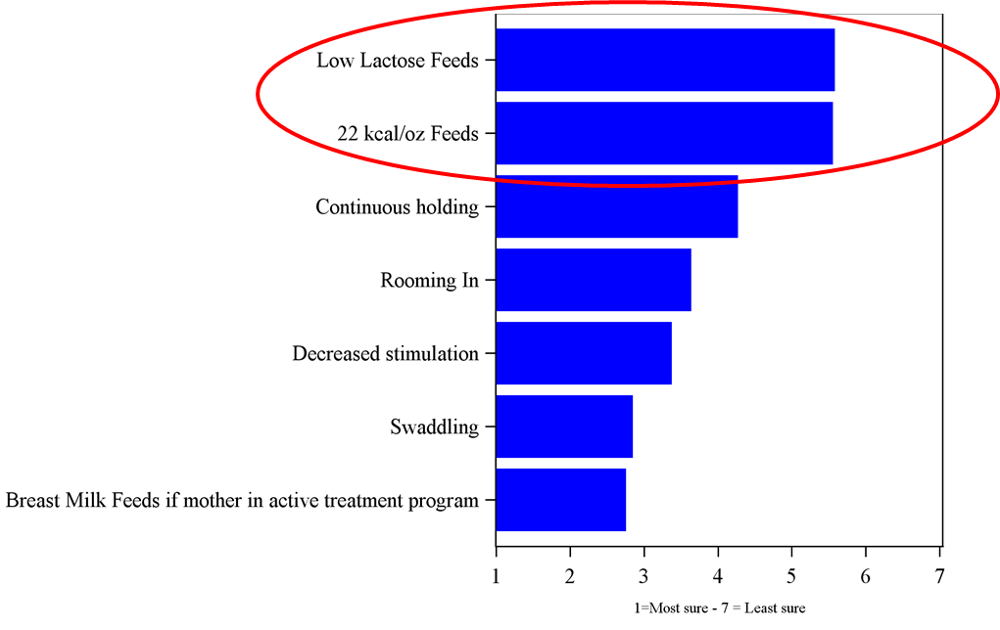 Low Lactose Feeds
22 kcal/oz Feeds
Continuous holding
Rooming In
Decreased stimulation
Swaddling
Breast Milk Feeds if mother in active treatment program
1 2 3 4 5 6 7
1=Most sure - 7 = Least sure